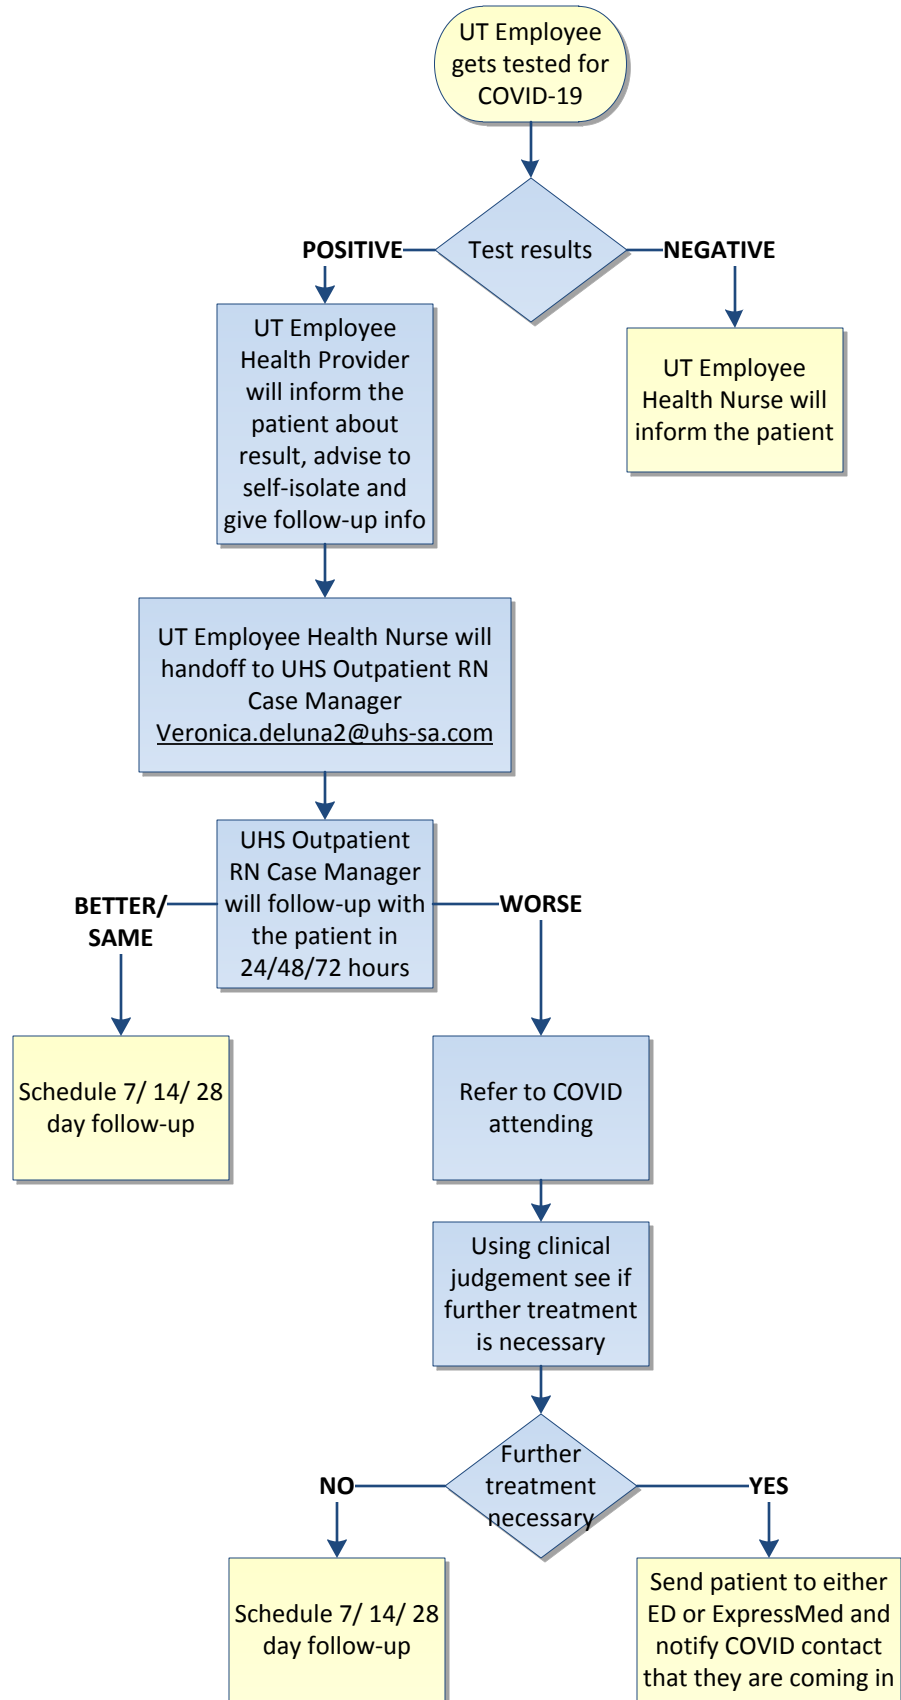 UT Employee
gets tested for
COVID-19
Test results
POSITIVE
NEGATIVE
UT Employee
Health Provider
will inform the
patient about
result, advise to
self-isolate and
give follow-up info
UT Employee
Health Nurse will
inform the patient
UT Employee Health Nurse will
handoff to UHS Outpatient RN
Case Manager
Veronica.deluna2@uhs-sa.com
UHS Outpatient
RN Case Manager
will follow-up with
the patient in
24/48/72 hours
BETTER/
SAME
WORSE
Schedule 7/ 14/ 28
day follow-up
Refer to COVID
attending
Using clinical
judgement see if
further treatment
is necessary
Further
treatment
necessary
NO
YES
Schedule 7/ 14/ 28
day follow-up
Send patient to either
ED or ExpressMed and
notify COVID contact
that they are coming in